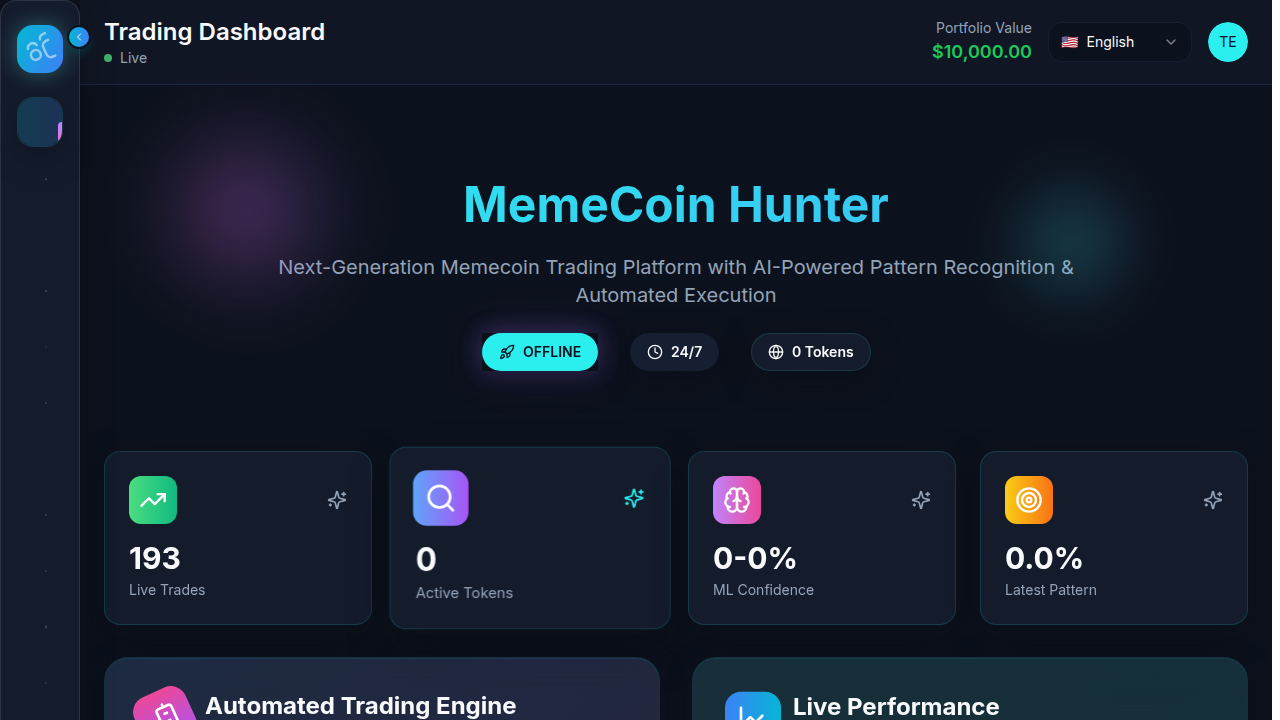 Trading Dashboard
Live
Portfolio Value
$10,000.00
English
TE
MemeCoin Hunter
Next-Generation Memecoin Trading Platform with AI-Powered Pattern Recognition &
Automated Execution
OFFLINE
24/7
0 Tokens
193
Live Trades
0
Active Tokens
0-0%
ML Confidence
0.0%
Latest Pattern
Automated Trading Engine
Live Performance